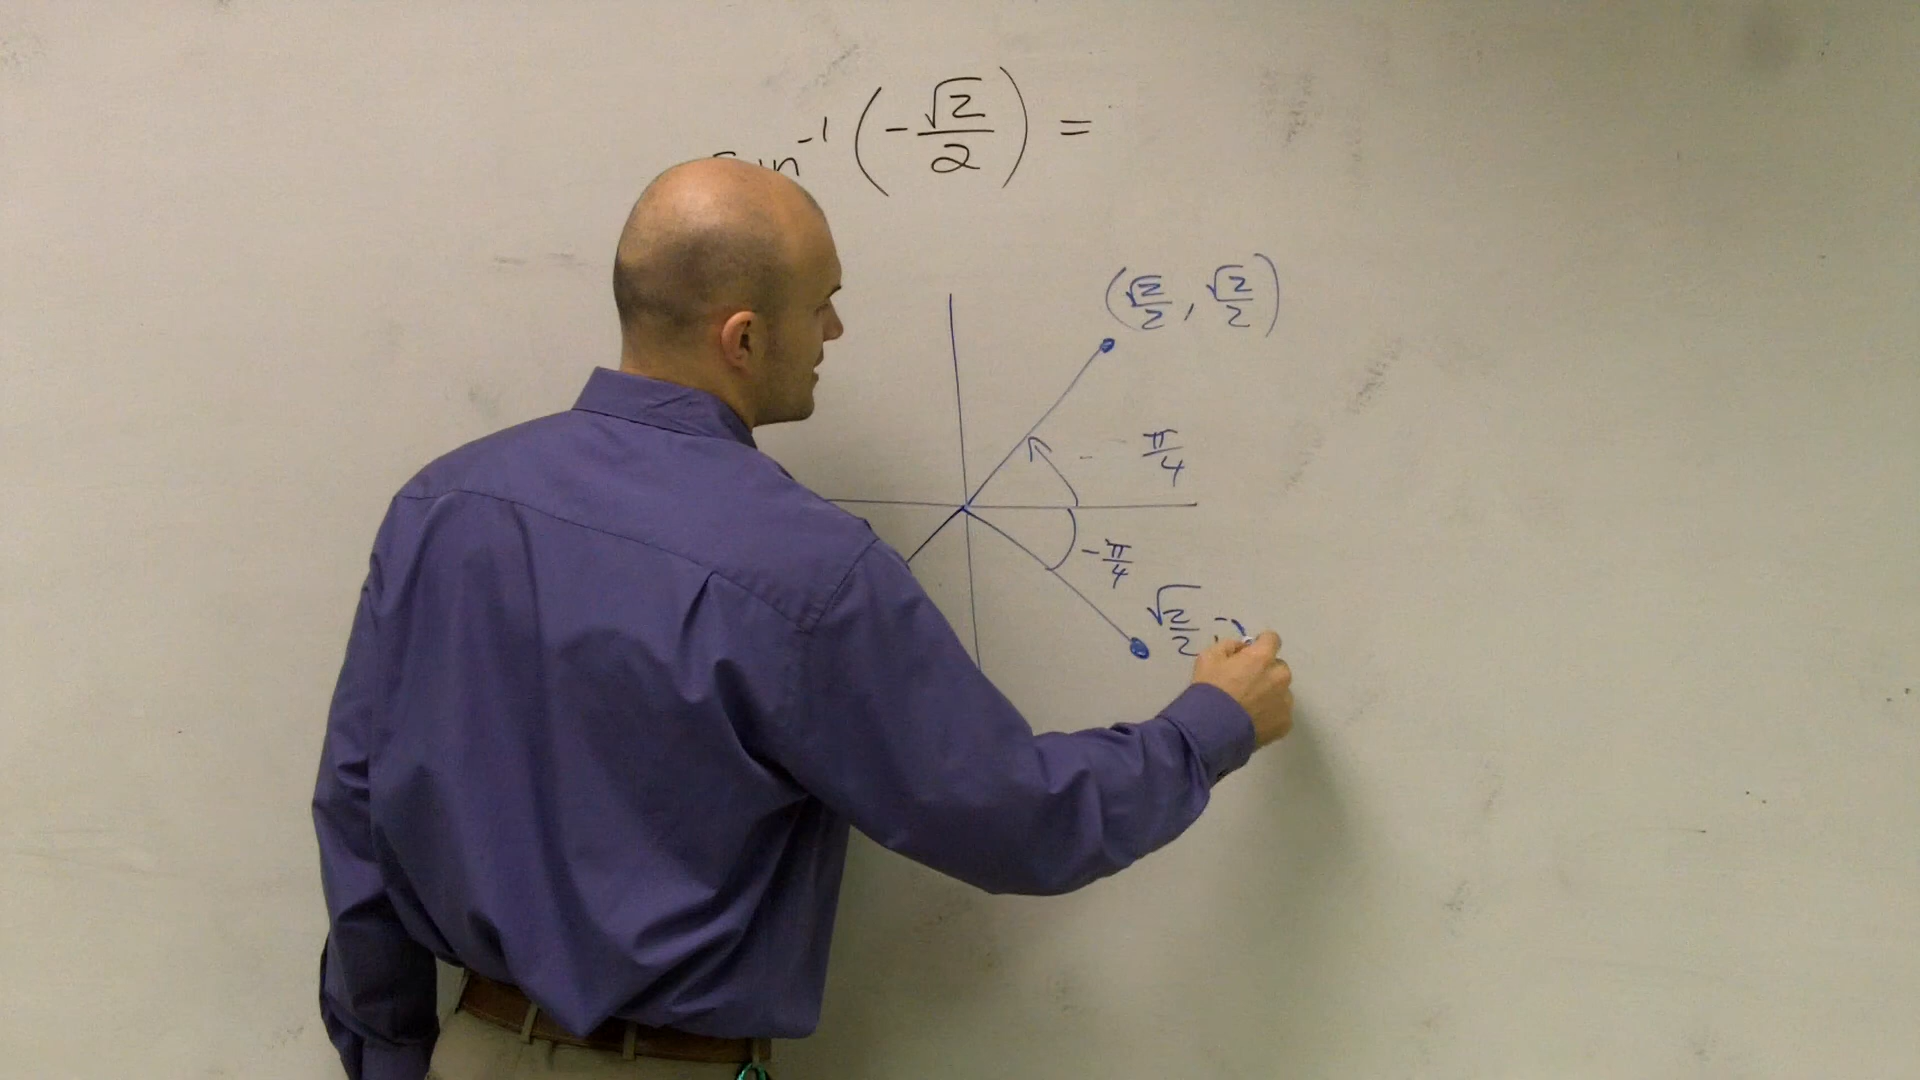 sin⁻¹ (-√2/2) =
(√2/2, √2/2)
π/4
-π/4
√2/2, -